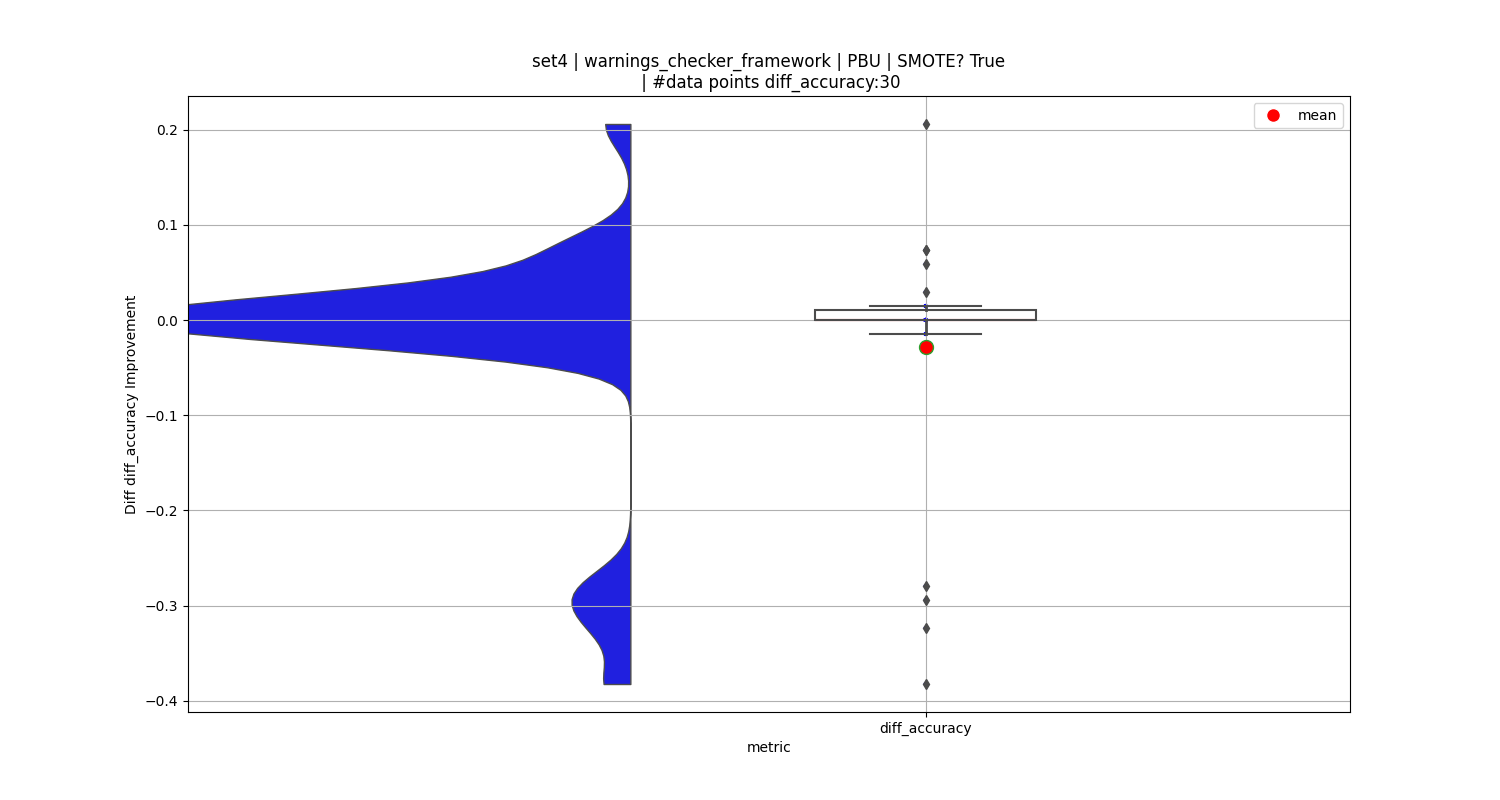 set4 | warnings_checker_framework | PBU | SMOTE? True
| #data points diff_accuracy:30
mean
0.2
0.1
0.0
−0.1
−0.2
−0.3
−0.4
Diff diff_accuracy Improvement
diff_accuracy
metric